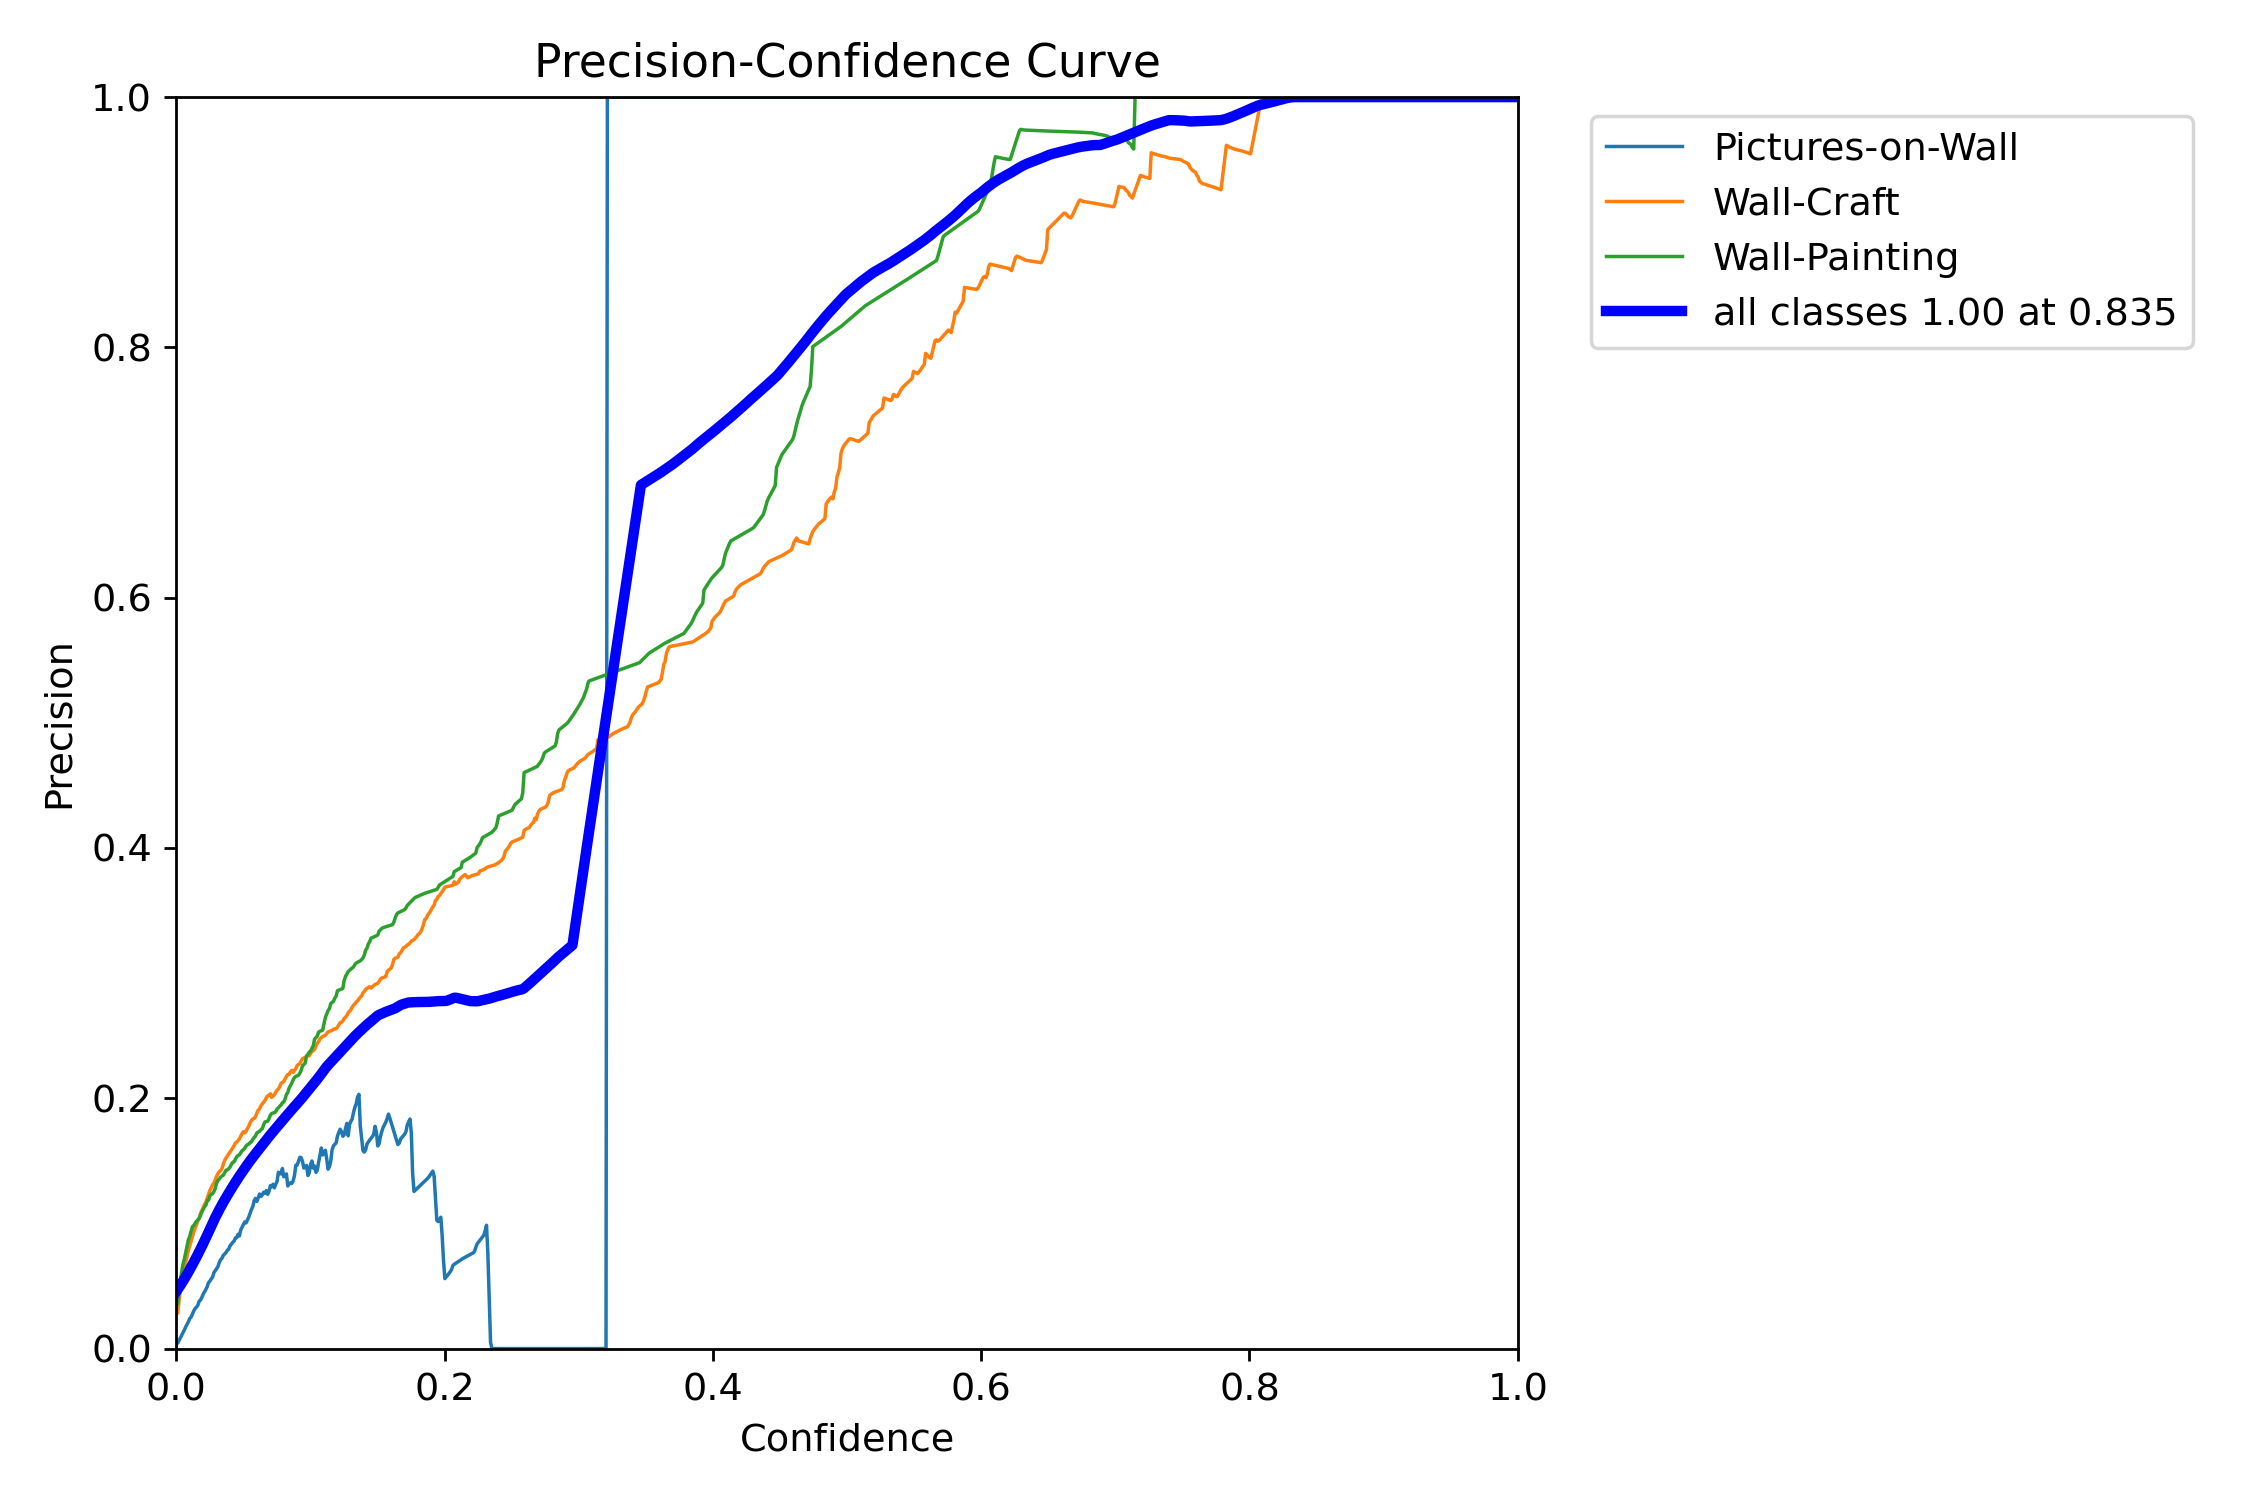 Precision-Confidence Curve
1.0
0.8
0.6
0.4
0.2
0.0
Precision
0.0 0.2 0.4 0.6 0.8 1.0
Confidence
Pictures-on-Wall
Wall-Craft
Wall-Painting
all classes 1.00 at 0.835